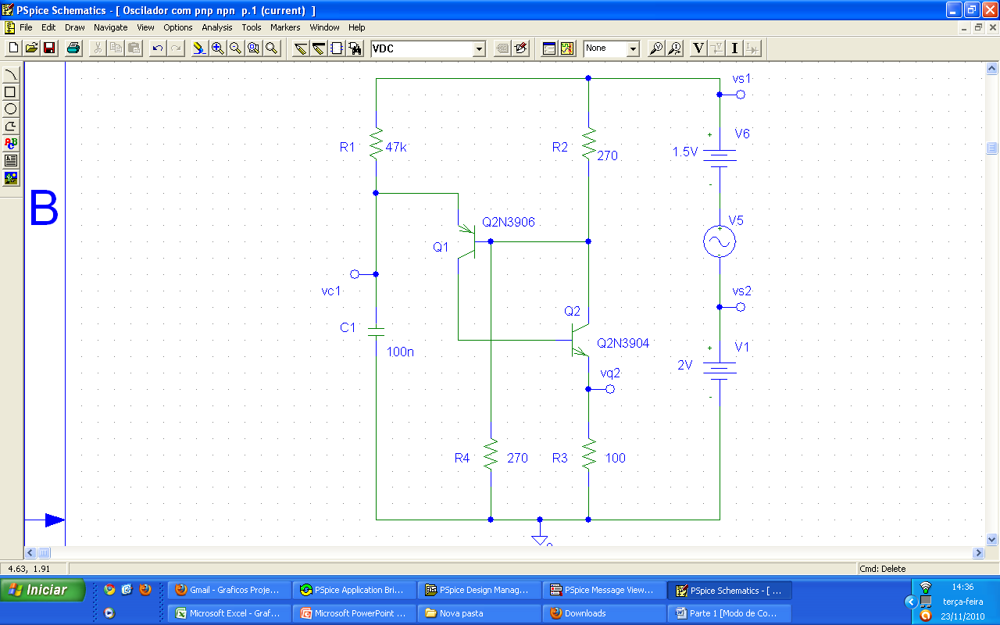 PSpice Schematics - [ Oscilador com pnp npn p.1 (current) ]
File Edit Draw Navigate View Options Analysis Tools Markers Window Help
VDC
None
V
V
I
B
vs1
V6
1.5V
+
-
R1
47k
R2
270
Q2N3906
Q1
V5
+
-
vc1
vs2
Q2
C1
100n
Q2N3904
V1
2V
+
-
vq2
R4
270
R3
100
0
4.63, 1.91
Cmd: Delete
Iniciar
Gmail - Graficos Proje...
PSpice Application Bri...
PSpice Design Manag...
PSpice Message View...
PSpice Schematics - [ ...
14:36
Microsoft Excel - Graf...
Microsoft PowerPoint ...
Nova pasta
Downloads
Parte 1 [Modo de Co...
terça-feira
23/11/2010